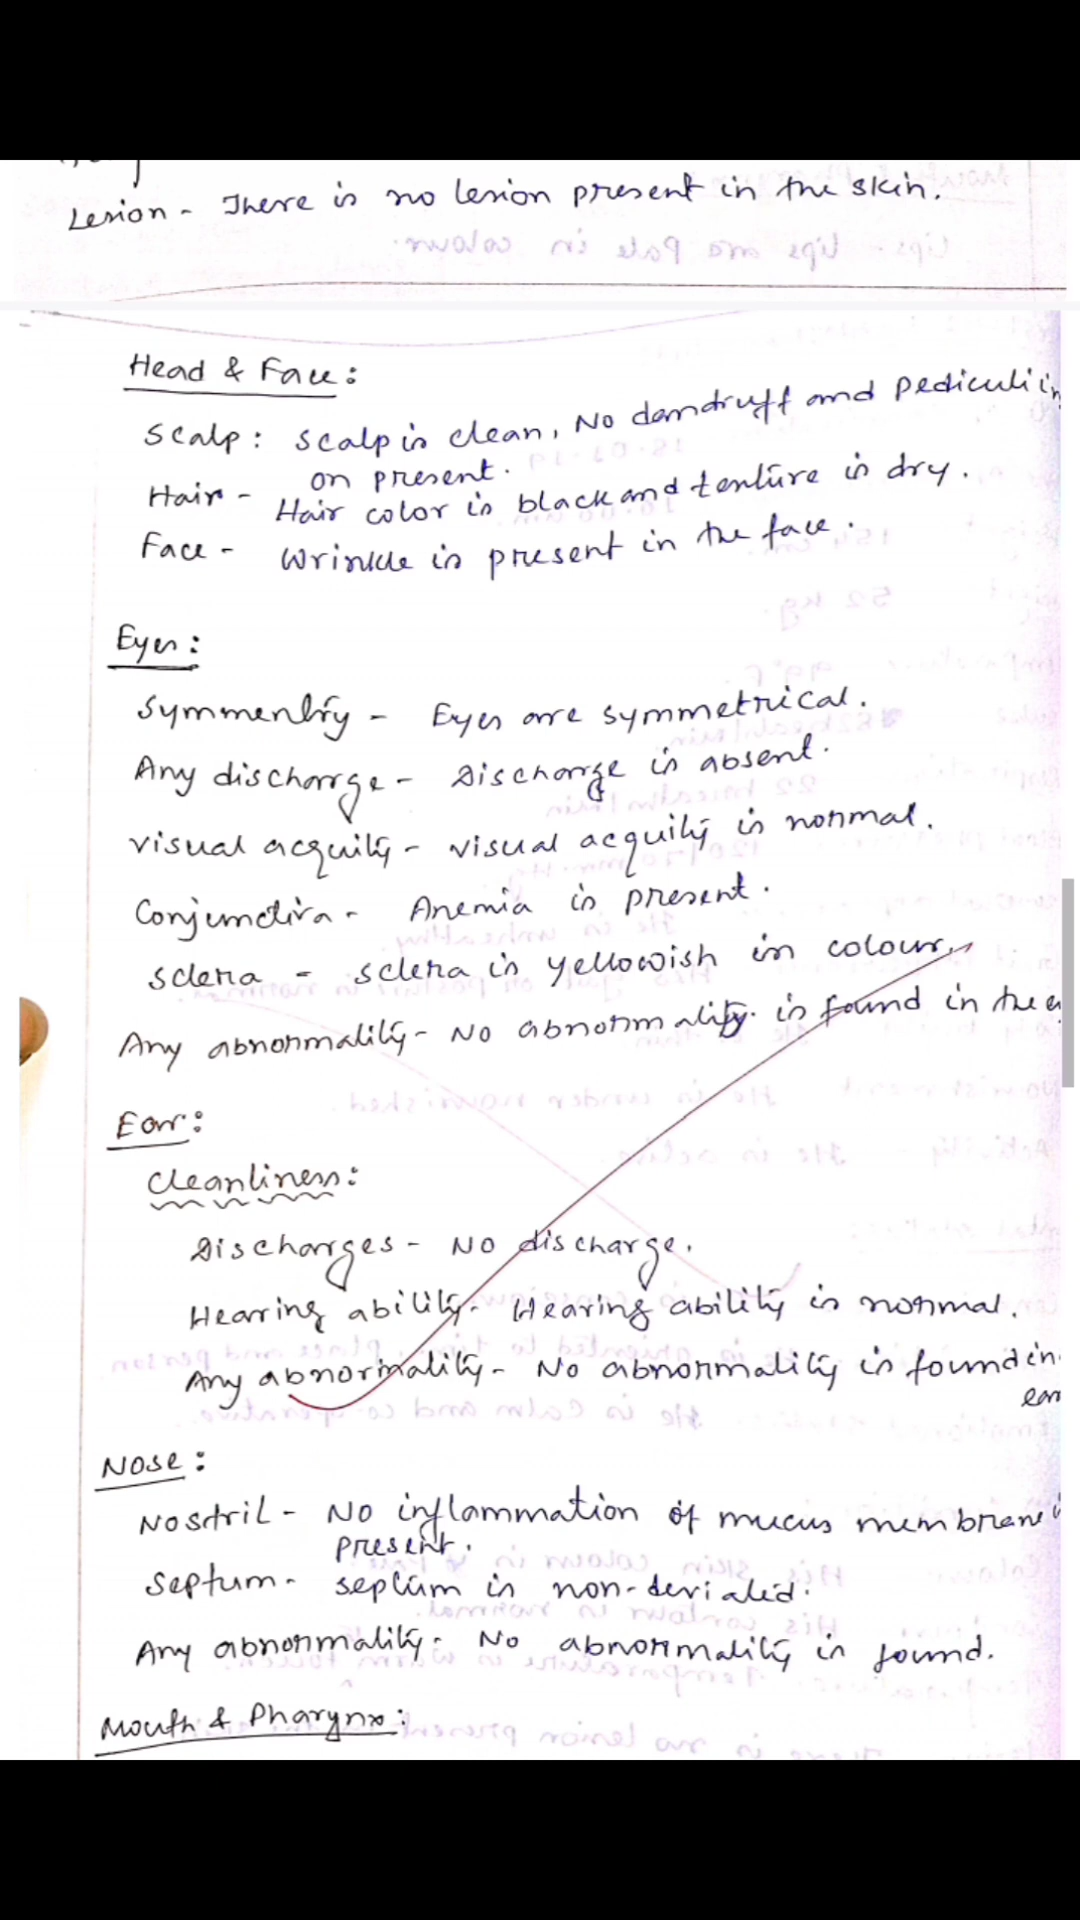 Lesion - There is no lesion present in the skin.
Head & Face:
Scalp: scalp is clean, No dandruff and pediculi is
on present.
Hair - Hair color is black and texture is dry.
Face - Wrinkle is present in the face.
Eyes:
Symmentry - Eyes are symmetrical.
Any discharge - Discharge is absent.
visual acquity - visual acquity is normal.
Conjunctiva - Anemia is present.
sclera - sclera is yellowish in colour.
Any abnormality - No abnormality is found in the
Ear:
Cleanliness:
Discharges - No discharge.
Hearing ability - Hearing ability is normal.
Any abnormality - No abnormality is found in
ear
Nose:
Nostril - No inflammation of mucus membrane
present.
Septum - septum is non-deviated.
Any abnormality - No abnormality is found.
Mouth & Pharynx: